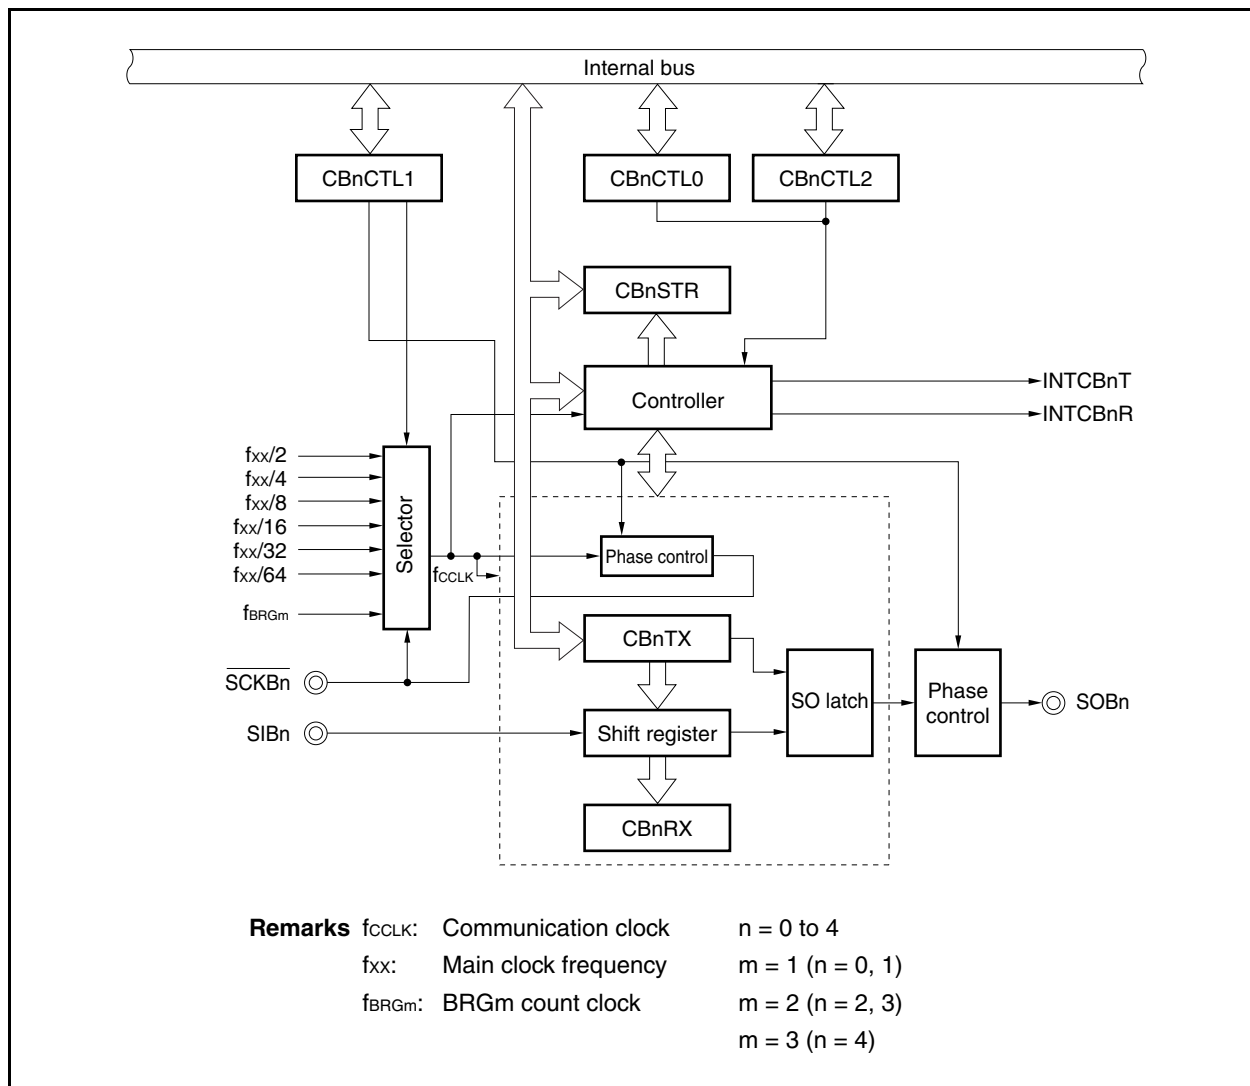 Internal bus
CBnCTL1
CBnCTL0
CBnCTL2
CBnSTR
Controller
INTCBnT
INTCBnR
fxx/2
fxx/4
fxx/8
fxx/16
fxx/32
fxx/64
fBRGm
Selector
fCCLK
Phase control
CBnTX
SCKBn
SO latch
Phase
control
SOBn
SIBn
Shift register
CBnRX
Remarks fCCLK: Communication clock n = 0 to 4
fxx: Main clock frequency m = 1 (n = 0, 1)
fBRGm: BRGm count clock m = 2 (n = 2, 3)
m = 3 (n = 4)